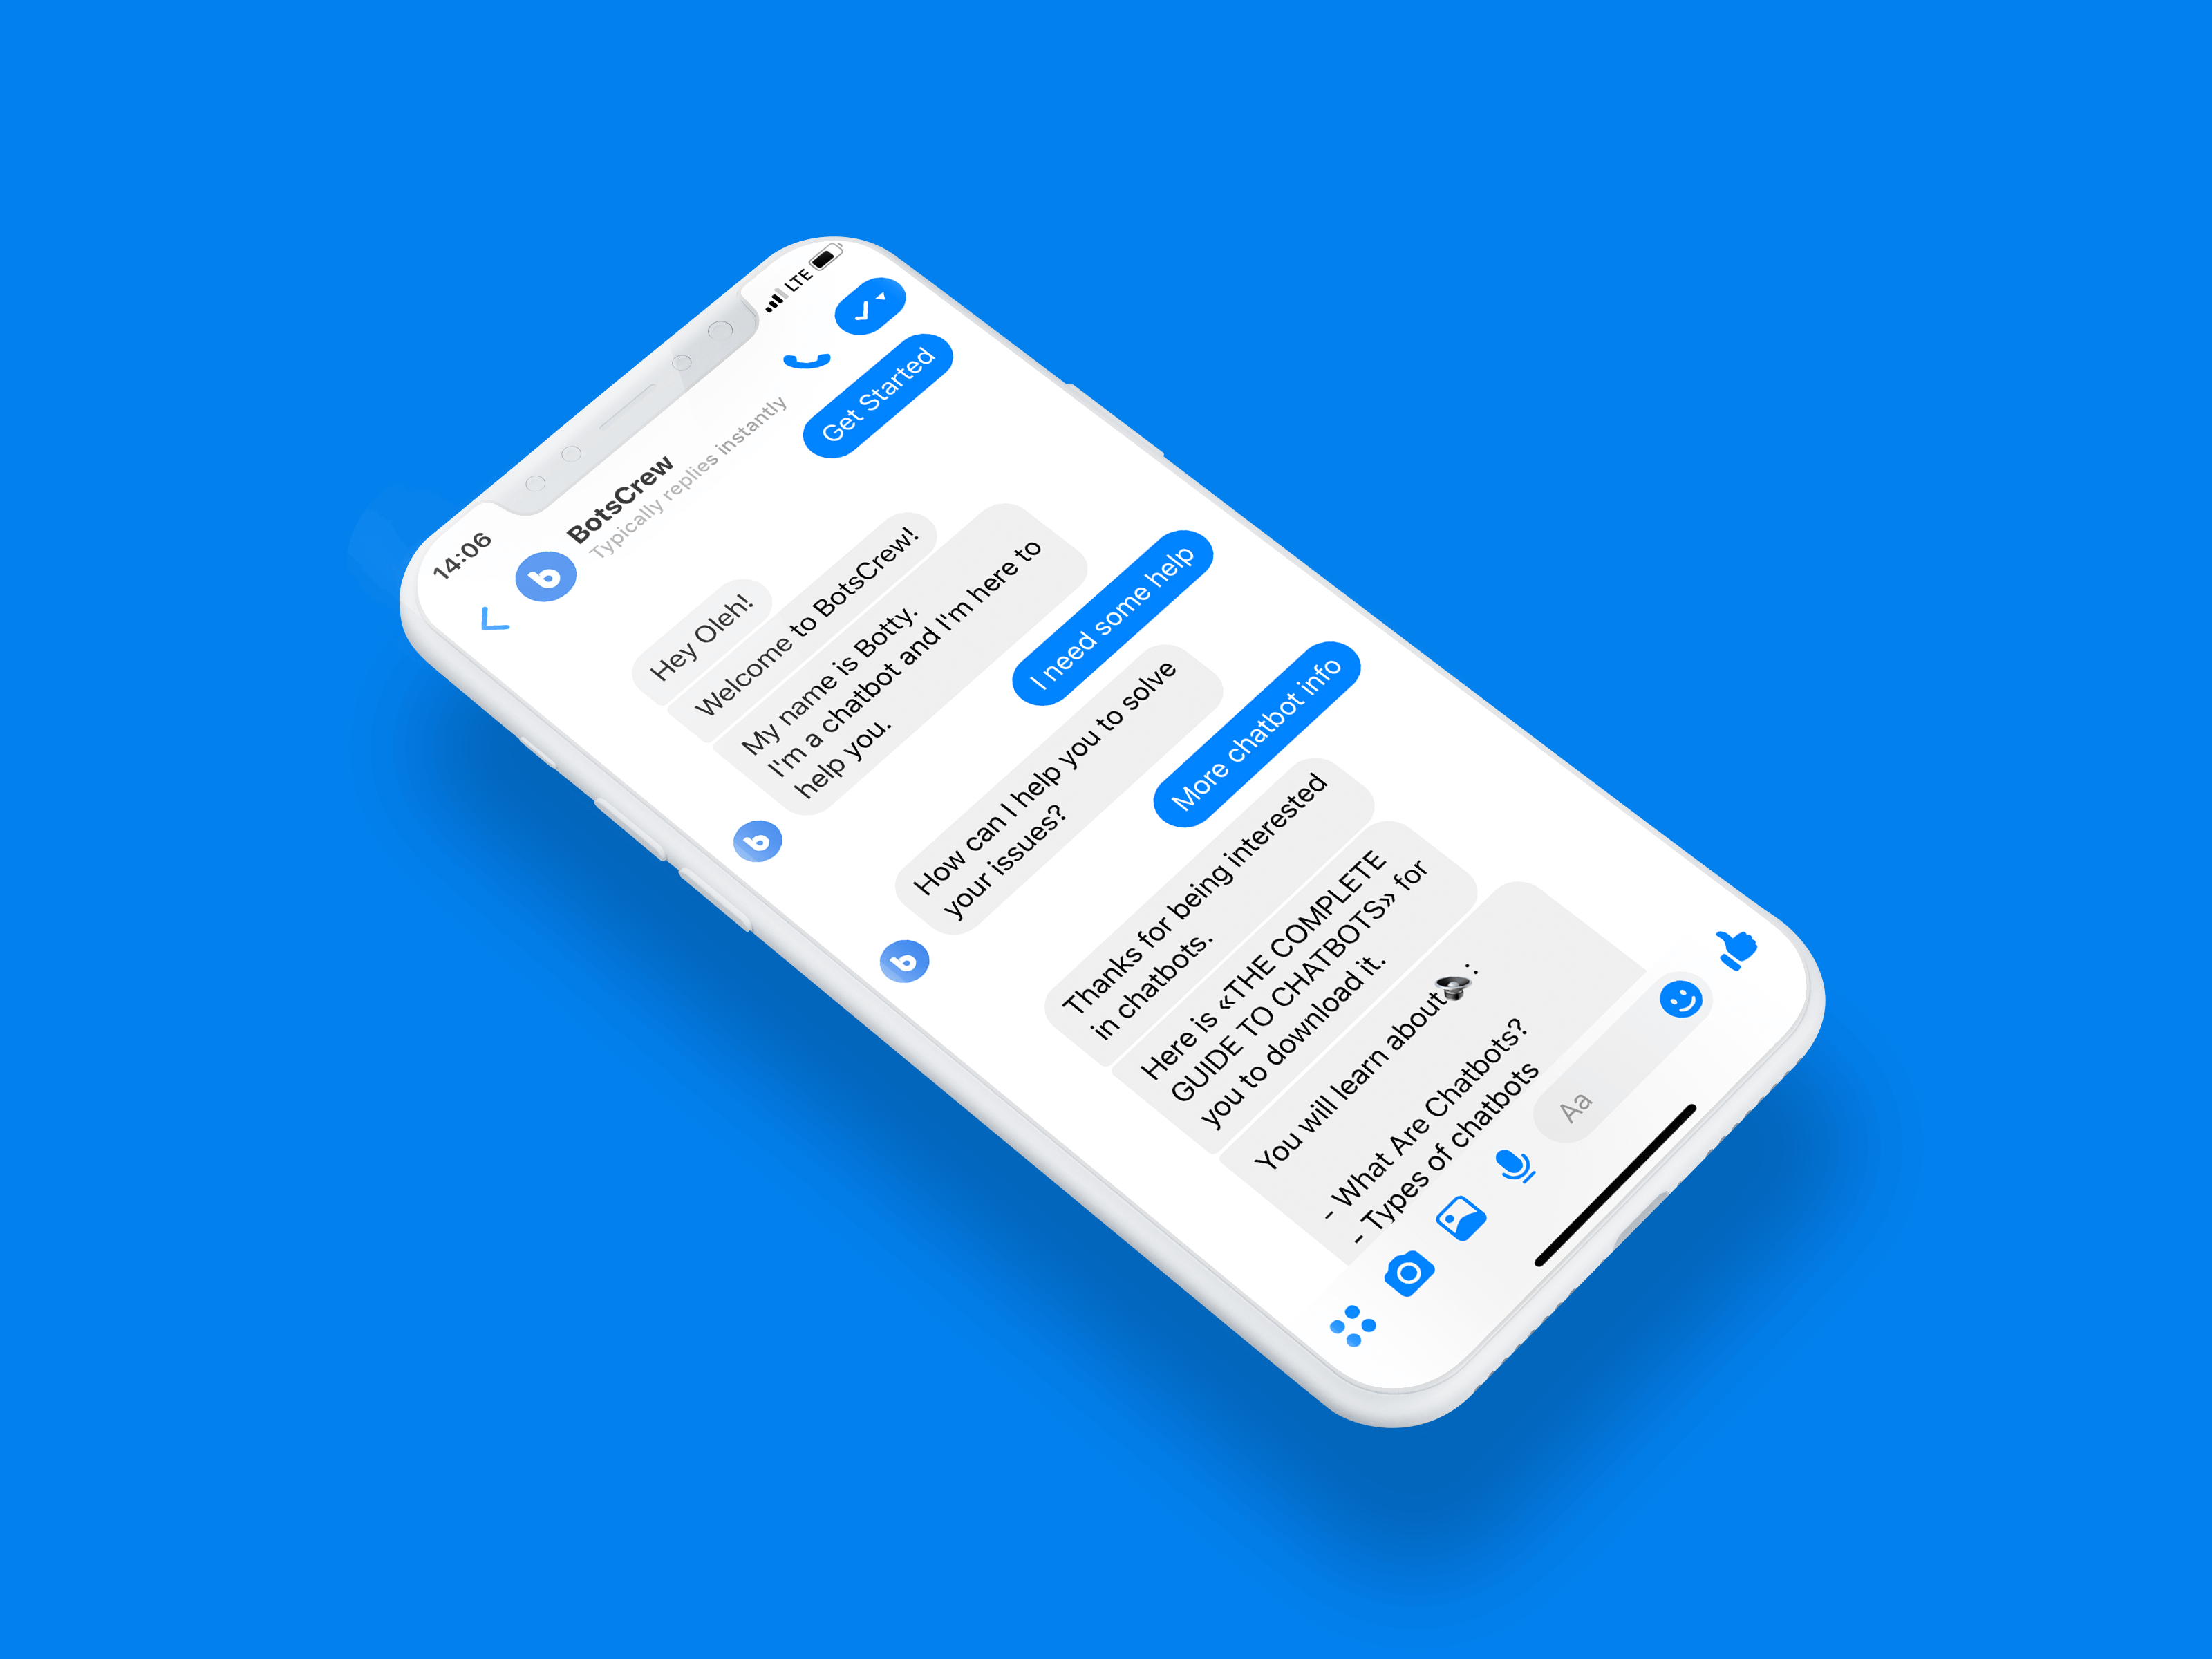 14:06
LTE
BotsCrew
Typically replies instantly
Get Started
Hey Oleh!
Welcome to BotsCrew!
My name is Botty.
I'm a chatbot and I'm here to
help you.
I need some help
How can I help you to solve
your issues?
More chatbot info
Thanks for being interested
in chatbots.
Here is «THE COMPLETE
GUIDE TO CHATBOTS» for
you to download it.
You will learn about🔊:
- What Are Chatbots?
- Types of chatbots
Aa